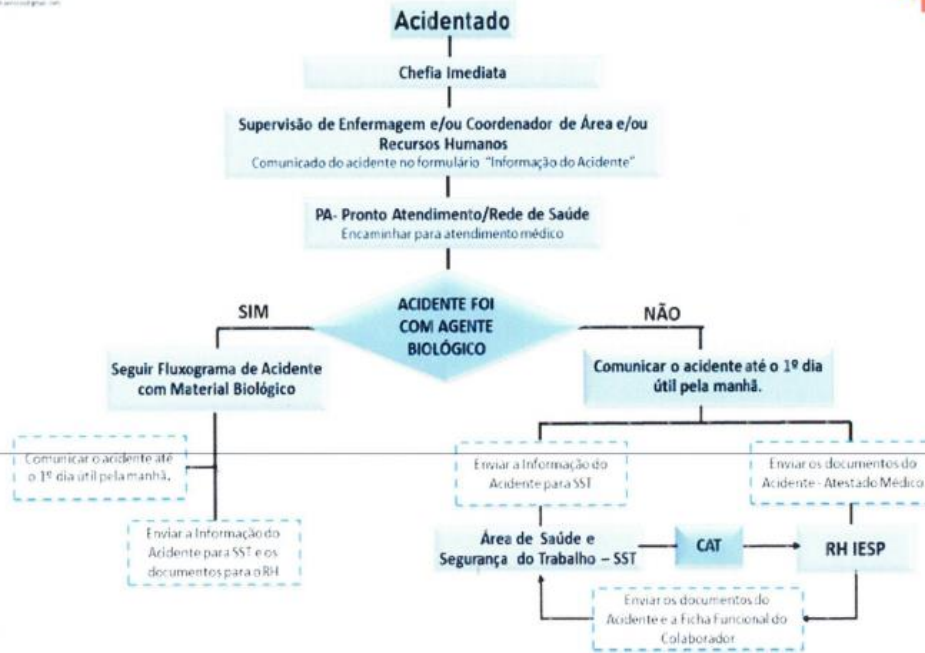 Acidentado
Chefia Imediata
Supervisão de Enfermagem e/ou Coordenador de Área e/ou
Recursos Humanos
Comunicado do acidente no formulário "Informação do Acidente"
PA- Pronto Atendimento/Rede de Saúde
Encaminhar para atendimento médico
ACIDENTE FOI
COM AGENTE
BIOLÓGICO
SIM
NÃO
Seguir Fluxograma de Acidente
com Material Biológico
Comunicar o acidente até o 1º dia
útil pela manhã.
Comunicar o acidente até
o 1º dia útil pela manhã.
Enviar a Informação do
Acidente para SST
Enviar os documentos do
Acidente - Atestado Médico
Enviar a Informação do
Acidente para SST e os
documentos para o RH
Área de Saúde e
Segurança do Trabalho – SST
CAT
RH IESP
Enviar os documentos do
Acidente e a Ficha Funcional do
Colaborador